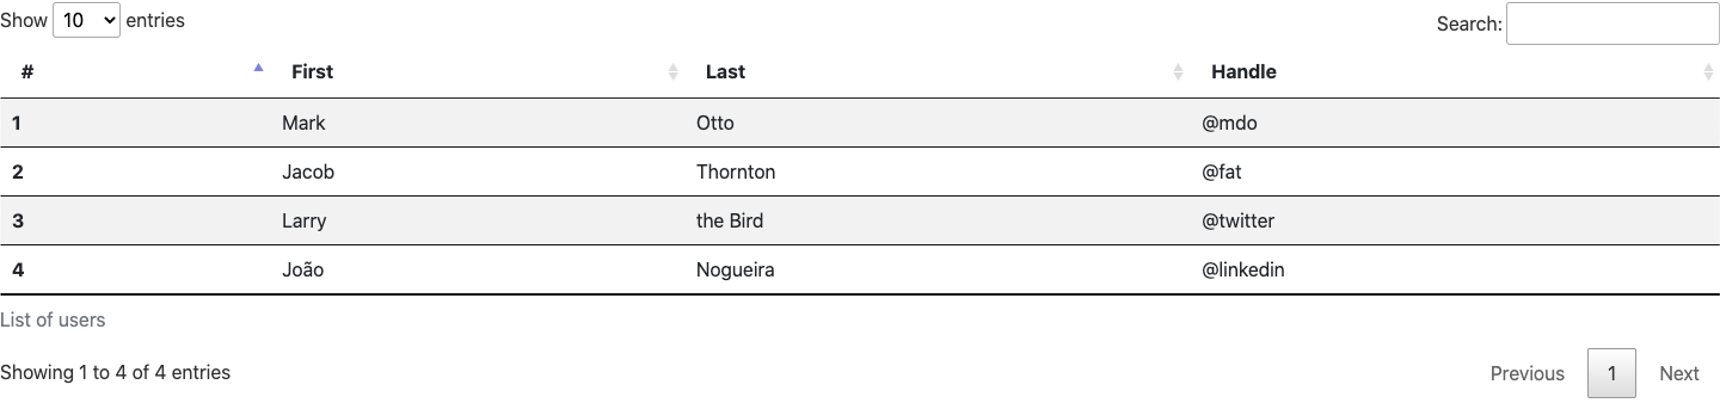 Show 10 entries Search:
# First Last Handle
1 Mark Otto @mdo
2 Jacob Thornton @fat
3 Larry the Bird @twitter
4 João Nogueira @linkedin
List of users
Showing 1 to 4 of 4 entries Previous 1 Next